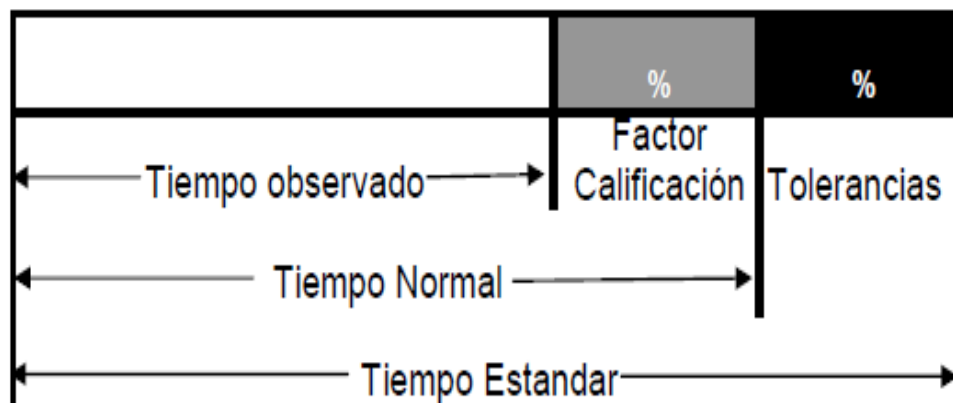 % %
Factor
Calificación
Tolerancias
Tiempo observado
Tiempo Normal
Tiempo Estandar